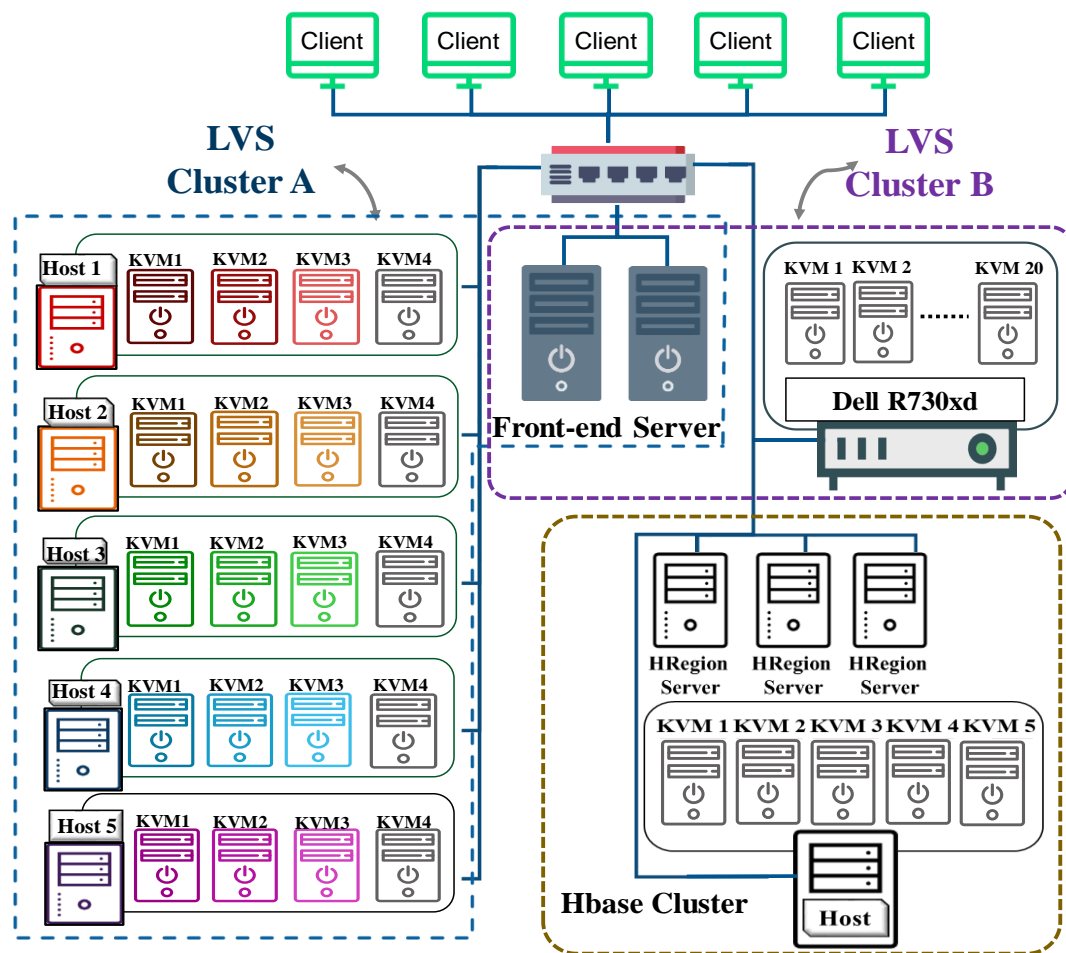 Client
Client
Client
Client
Client
LVS
Cluster A
LVS
Cluster B
Host 1
KVM1
KVM2
KVM3
KVM4
Host 2
KVM1
KVM2
KVM3
KVM4
Host 3
KVM1
KVM2
KVM3
KVM4
Host 4
KVM1
KVM2
KVM3
KVM4
Host 5
KVM1
KVM2
KVM3
KVM4
Front-end Server
KVM 1
KVM 2
KVM 20
Dell R730xd
HRegion
Server
HRegion
Server
HRegion
Server
KVM 1
KVM 2
KVM 3
KVM 4
KVM 5
Hbase Cluster
Host